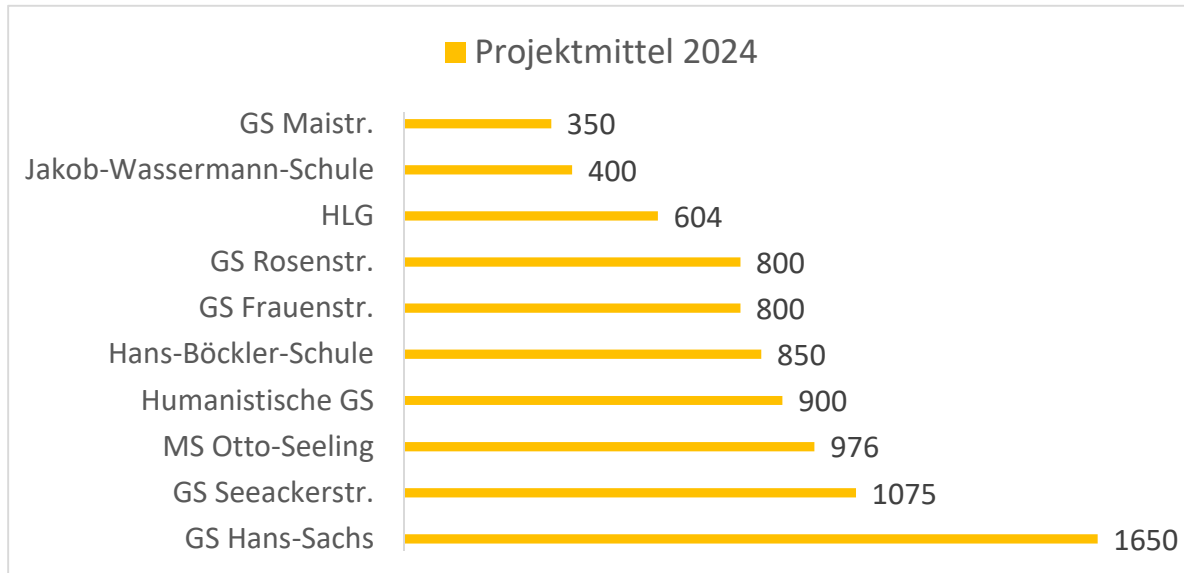 Projektmittel 2024
GS Maistr. 350
Jakob-Wassermann-Schule 400
HLG 604
GS Rosenstr. 800
GS Frauenstr. 800
Hans-Böckler-Schule 850
Humanistische GS 900
MS Otto-Seeling 976
GS Seeackerstr. 1075
GS Hans-Sachs 1650